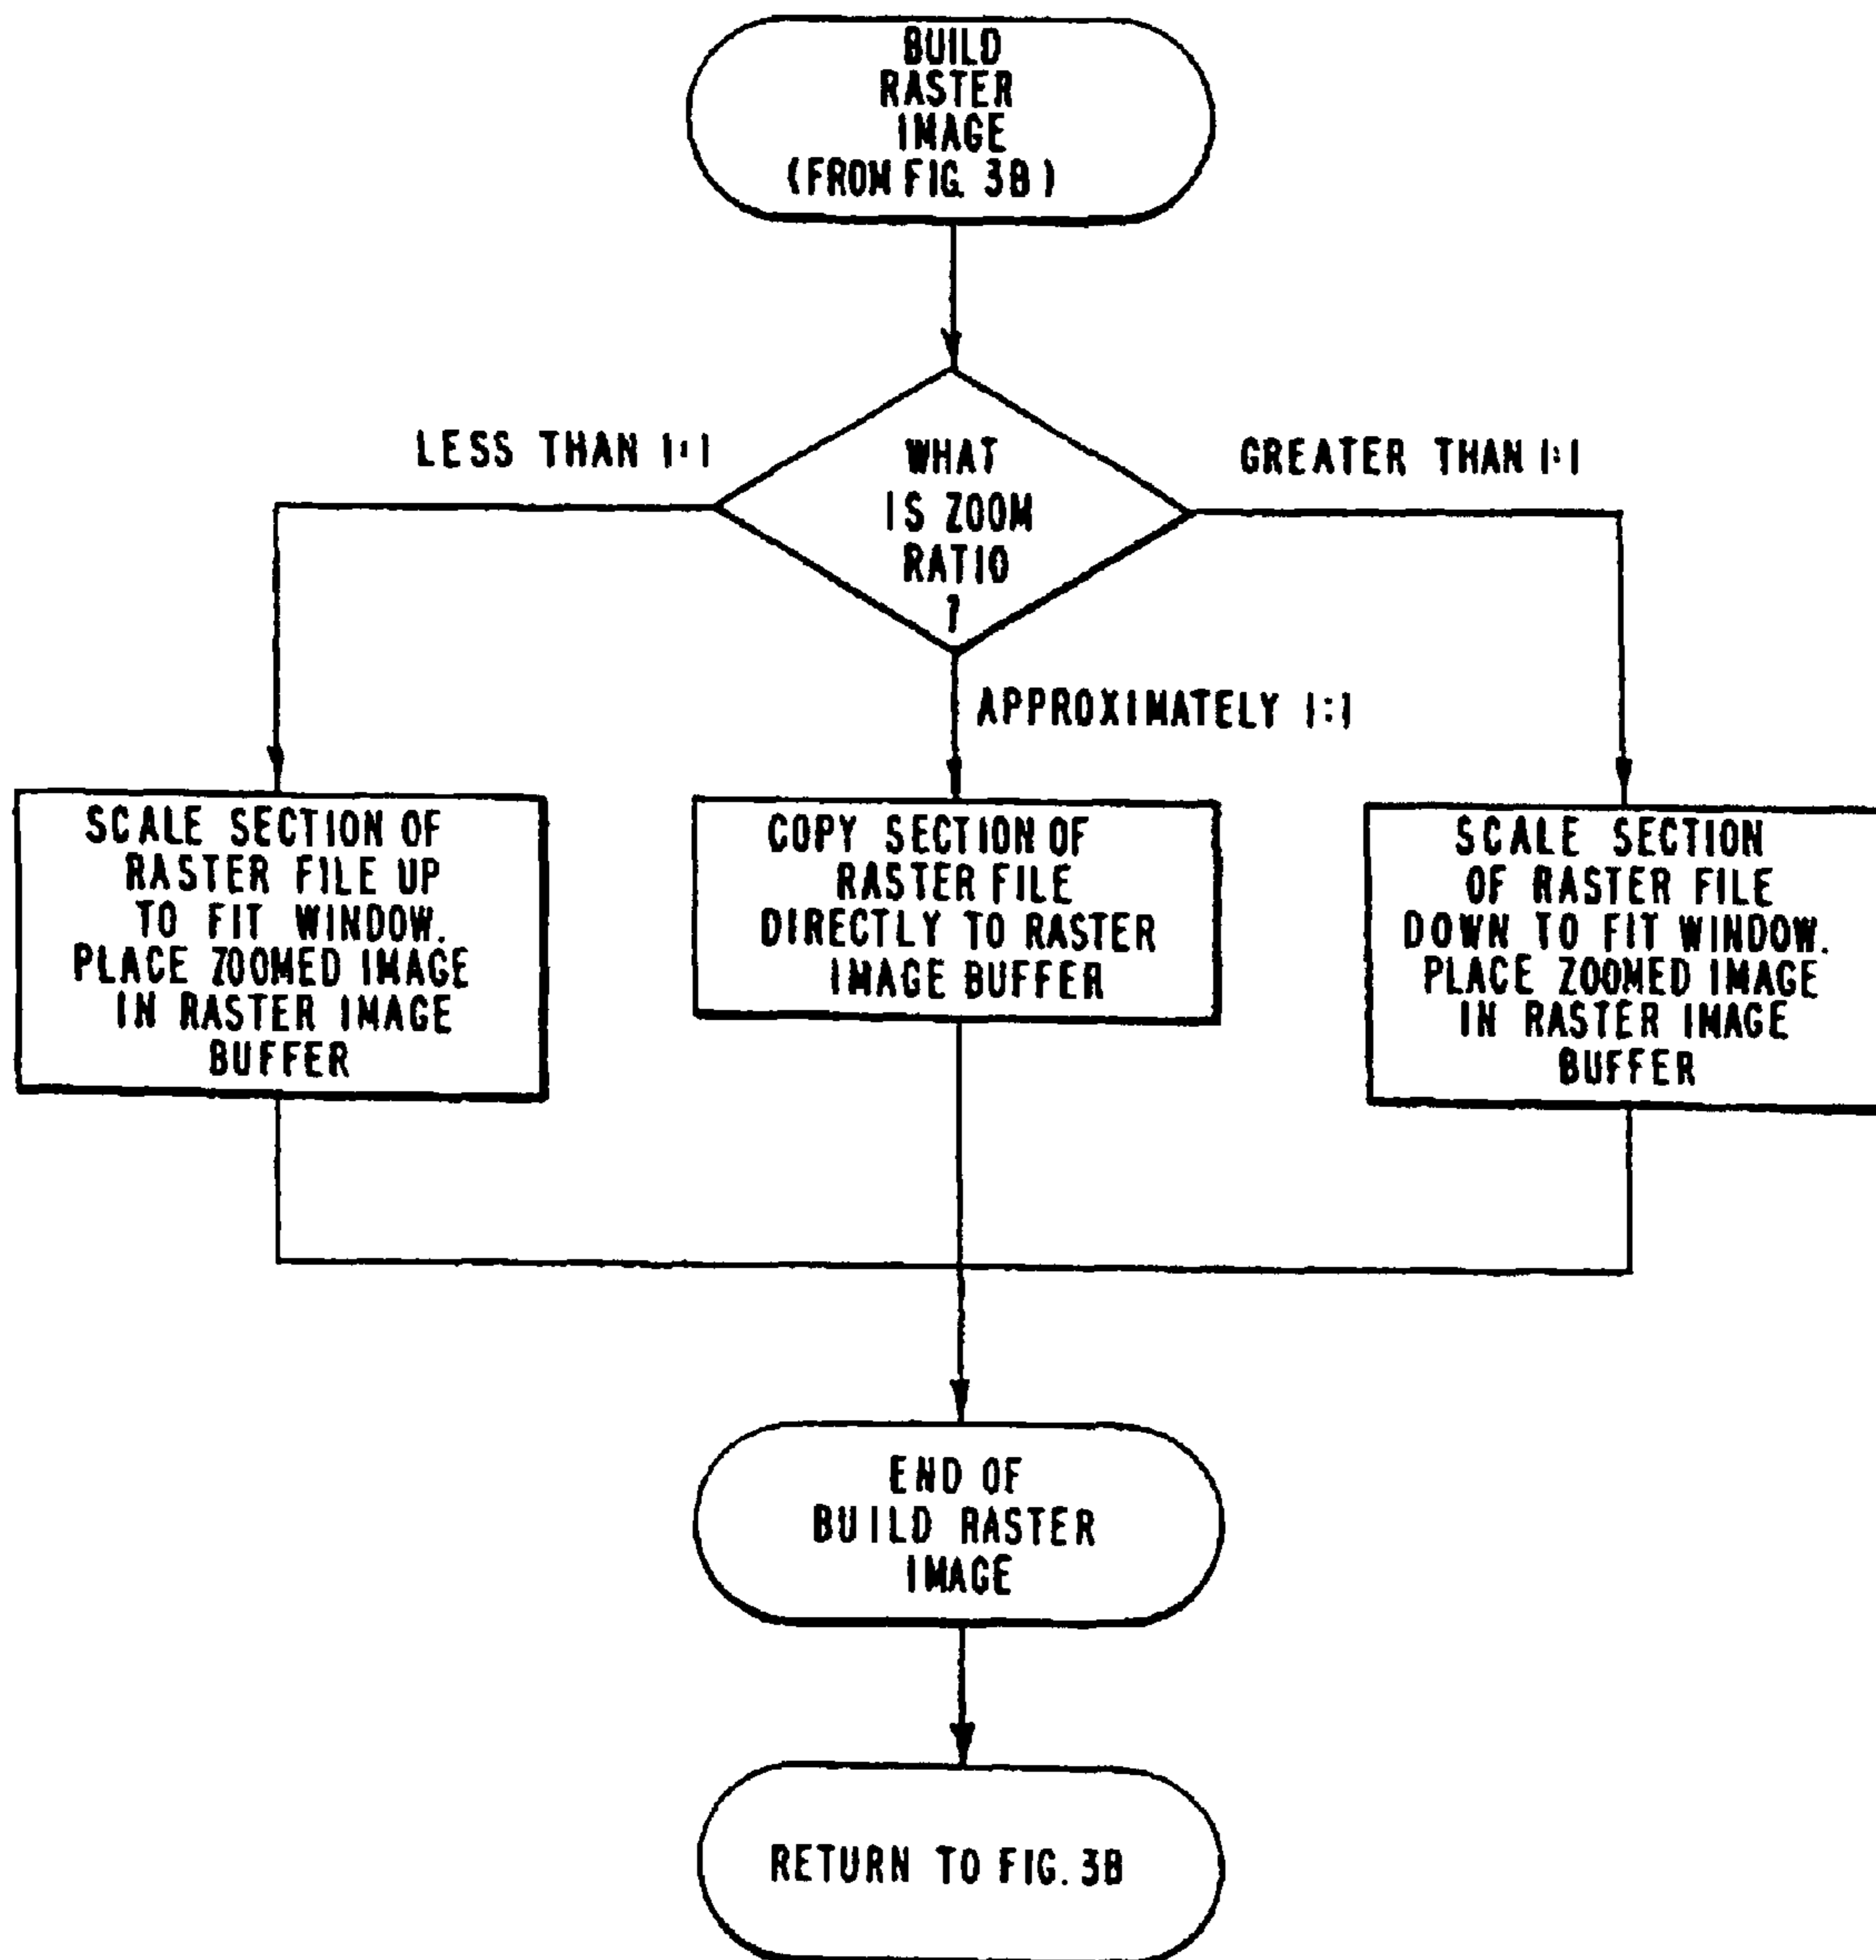 BUILD
RASTER
IMAGE
(FROM FIG. 3B)
LESS THAN 1:1
WHAT
IS ZOOM
RATIO
?
GREATER THAN 1:1
APPROXIMATELY 1:1
SCALE SECTION OF
RASTER FILE UP
TO FIT WINDOW.
PLACE ZOOMED IMAGE
IN RASTER IMAGE
BUFFER
COPY SECTION OF
RASTER FILE
DIRECTLY TO RASTER
IMAGE BUFFER
SCALE SECTION
OF RASTER FILE
DOWN TO FIT WINDOW.
PLACE ZOOMED IMAGE
IN RASTER IMAGE
BUFFER
END OF
BUILD RASTER
IMAGE
RETURN TO FIG. 3B